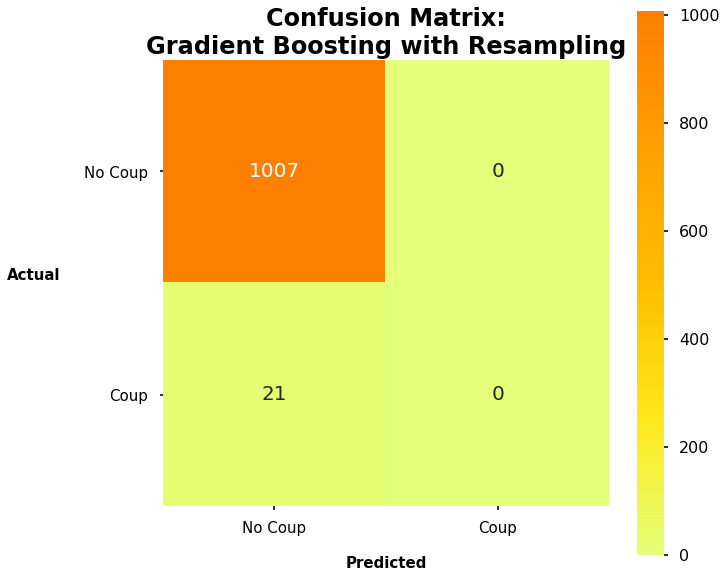 Confusion Matrix:
Gradient Boosting with Resampling
1000
800
600
400
200
0
No Coup
1007
0
Actual
Coup
21
0
No Coup
Coup
Predicted